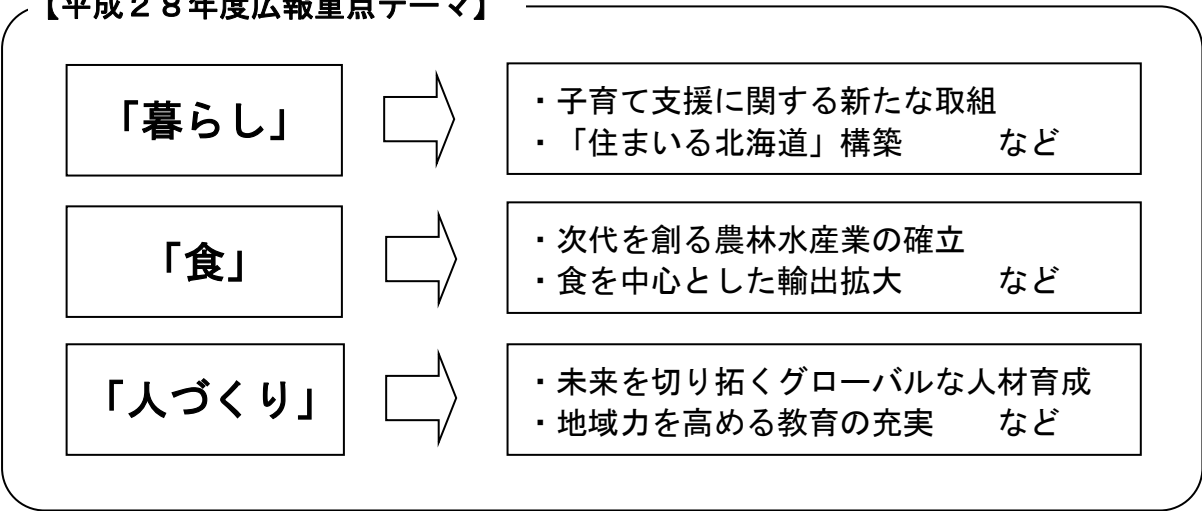 【平成２８年度広報重点テーマ】
「暮らし」
・子育て支援に関する新たな取組
・「住まいる北海道」構築　　　など
「食」
・次代を創る農林水産業の確立
・食を中心とした輸出拡大　　　など
「人づくり」
・未来を切り拓くグローバルな人材育成
・地域力を高める教育の充実　　など